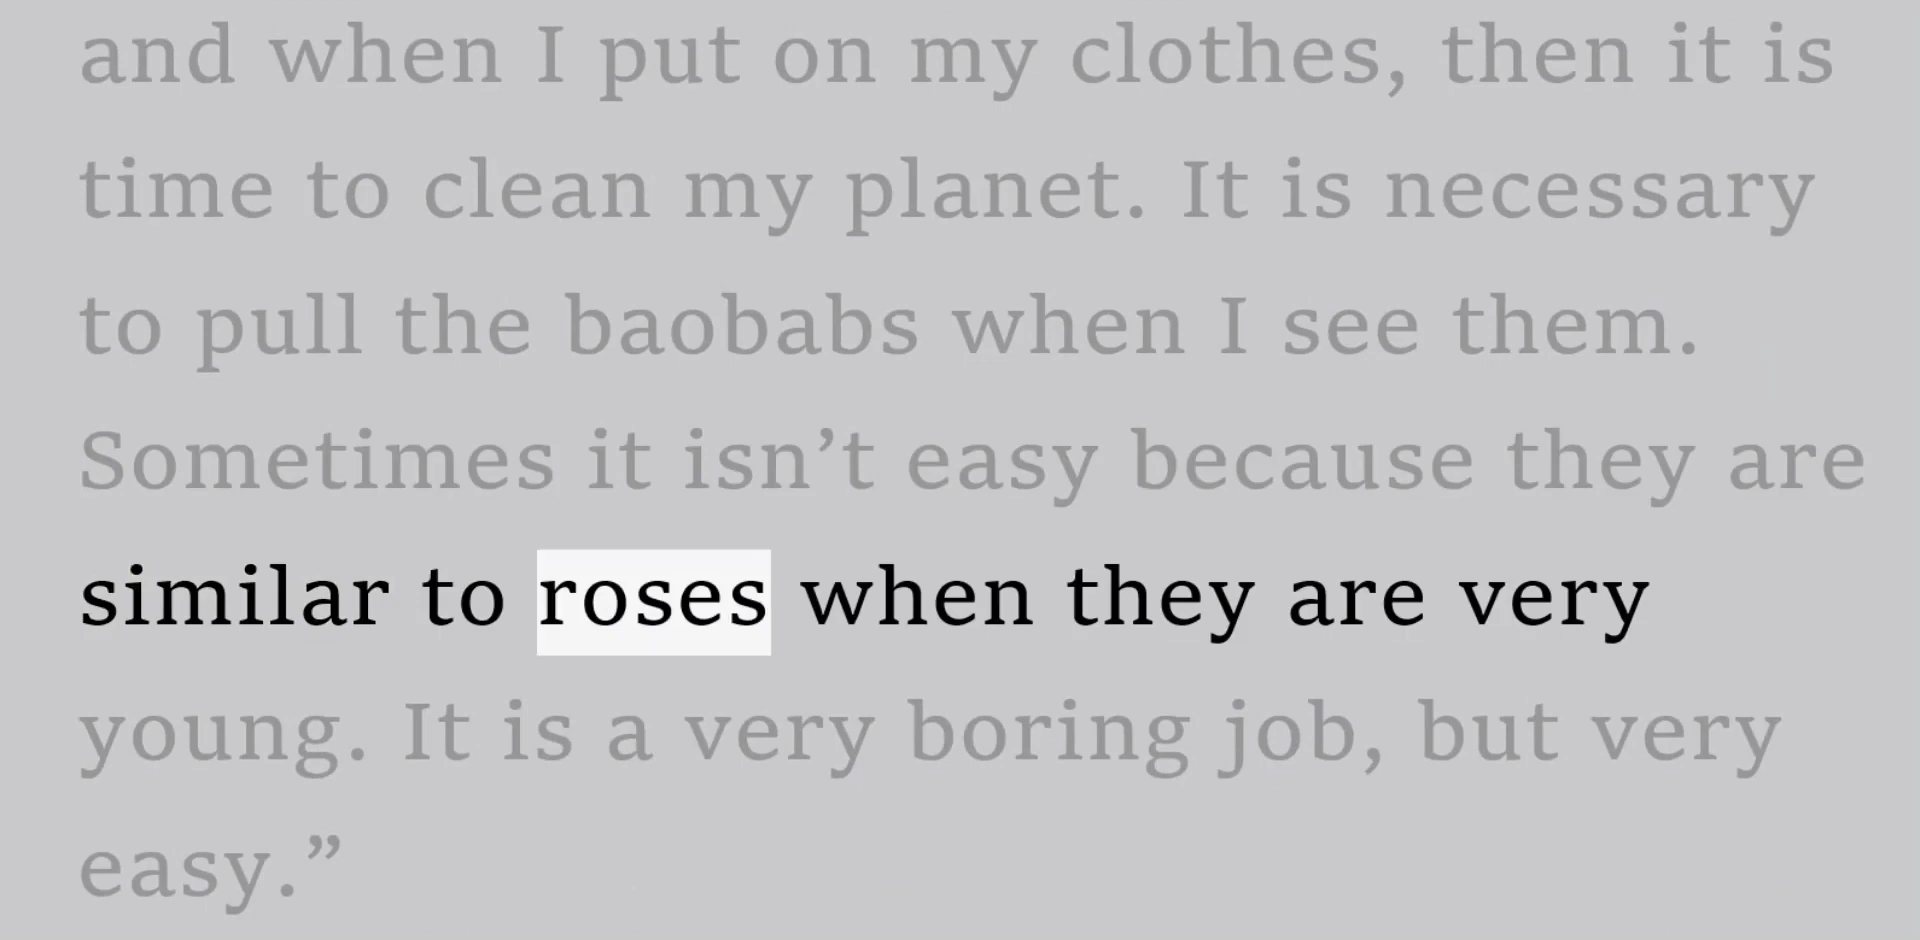 and when I put on my clothes, then it is
time to clean my planet. It is necessary
to pull the baobabs when I see them.
Sometimes it isn’t easy because they are
similar to roses when they are very
young. It is a very boring job, but very
easy.”